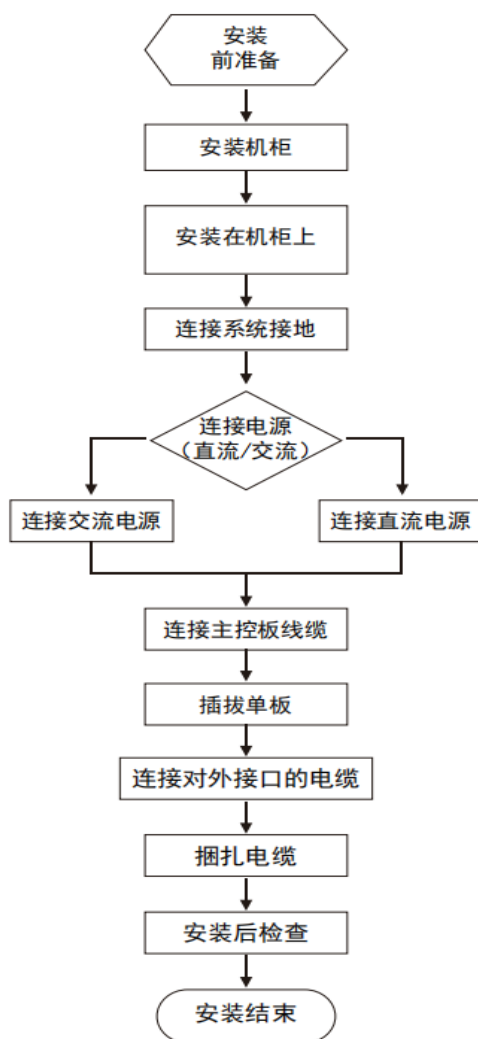 安装
前准备
安装机柜
安装在机柜上
连接系统接地
连接电源
（直流/交流）
连接交流电源
连接直流电源
连接主控板线缆
插拔单板
连接对外接口的电缆
捆扎电缆
安装后检查
安装结束